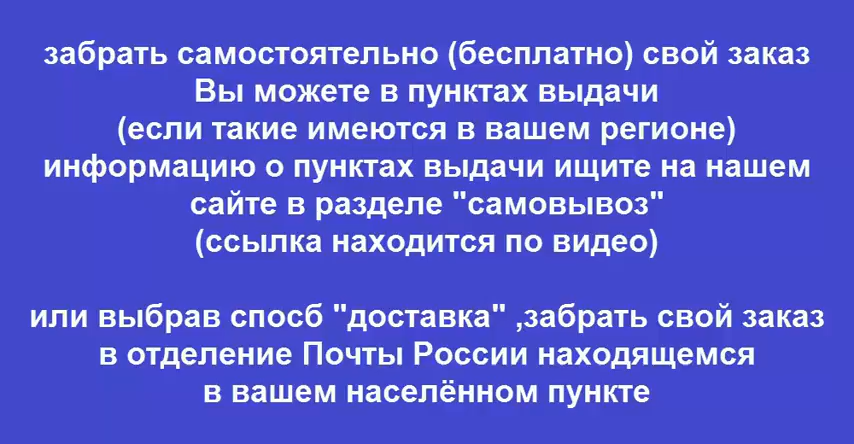 забрать самостоятельно (бесплатно) свой заказ
Вы можете в пунктах выдачи
(если такие имеются в вашем регионе)
информацию о пунктах выдачи ищите на нашем
сайте в разделе "самовывоз"
(ссылка находится по видео)
или выбрав спосб "доставка" ,забрать свой заказ
в отделение Почты России находящемся
в вашем населённом пункте